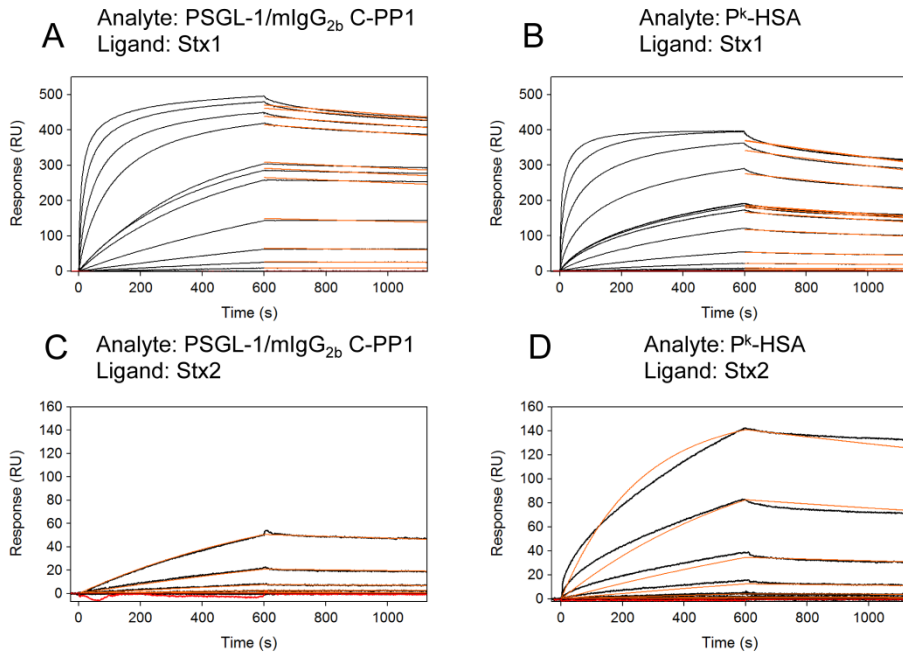 A
Analyte: PSGL-1/mIgG2b C-PP1
Ligand: Stx1
Response (RU)
500
400
300
200
100
0
0 200 400 600 800 1000
Time (s)
B
Analyte: Pk-HSA
Ligand: Stx1
Response (RU)
500
400
300
200
100
0
0 200 400 600 800 1000
Time (s)
C
Analyte: PSGL-1/mIgG2b C-PP1
Ligand: Stx2
Response (RU)
160
140
120
100
80
60
40
20
0
0 200 400 600 800 1000
Time (s)
D
Analyte: Pk-HSA
Ligand: Stx2
Response (RU)
160
140
120
100
80
60
40
20
0
0 200 400 600 800 1000
Time (s)